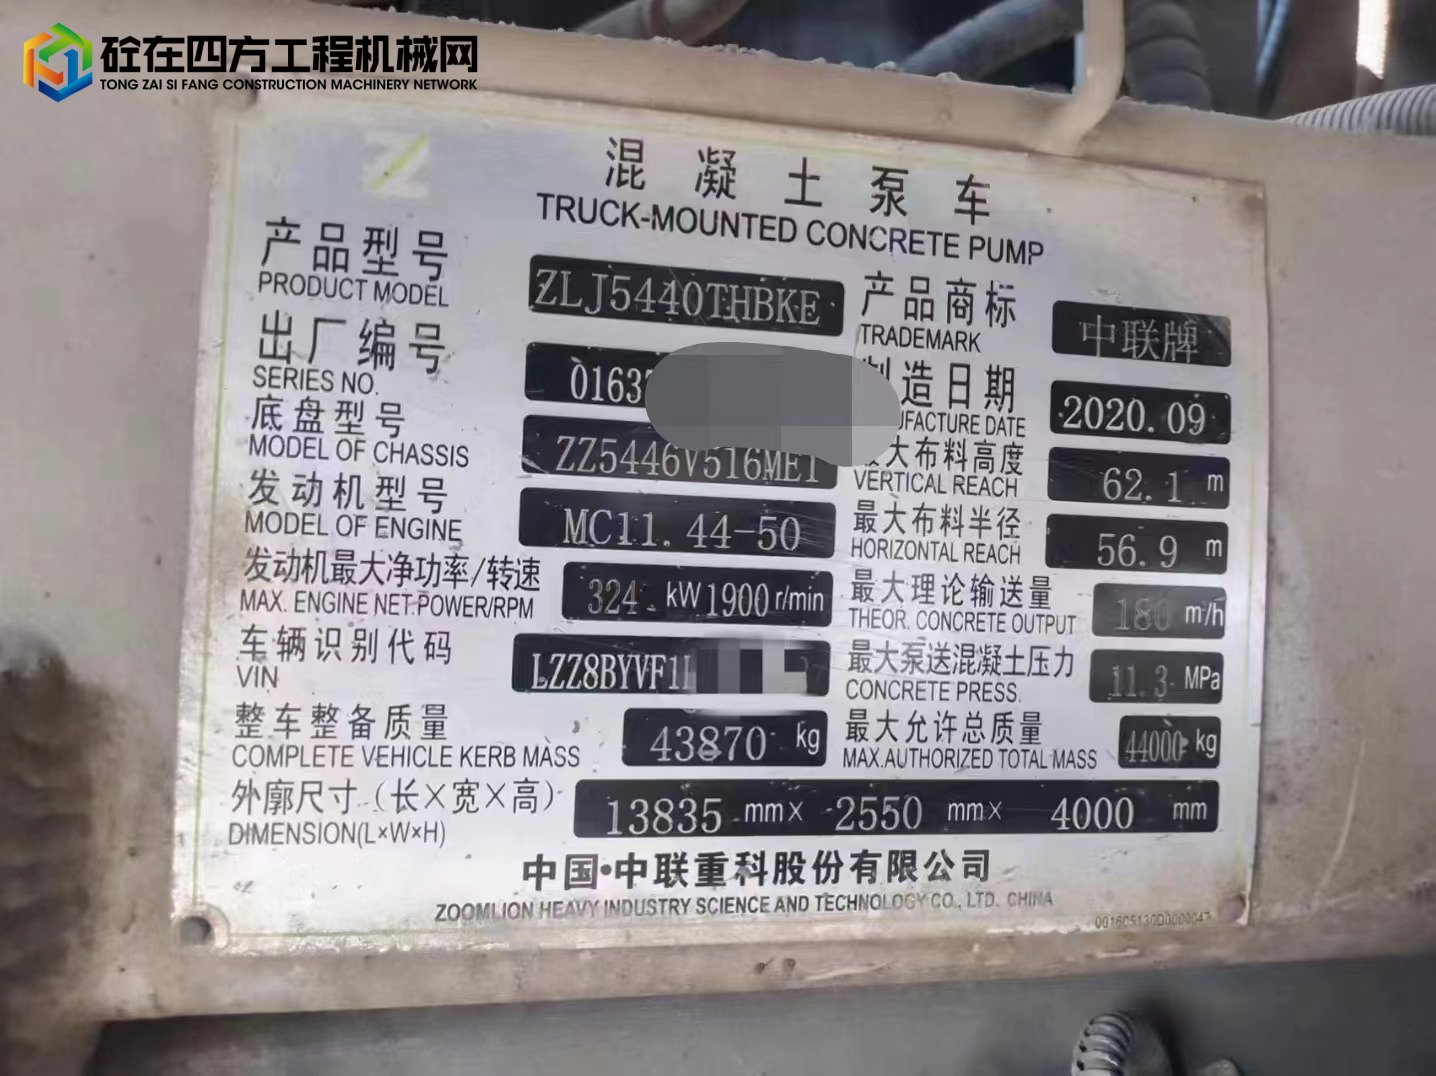 砼在四方工程机械网
TONG ZAI SI FANG CONSTRUCTION MACHINERY NETWORK
混凝土泵车
TRUCK-MOUNTED CONCRETE PUMP
产品型号 ZLJ5440THBKE 产品商标 中联牌
PRODUCT MODEL TRADEMARK
出厂编号 0163 造日期 2020.09
SERIES NO. DATE
底盘型号 ZZ5446V516ME1 大布料高度 62.1 m
MODEL OF CHASSIS VERTICAL REACH
发动机型号 MC11.44-50 最大布料半径 56.9 m
MODEL OF ENGINE HORIZONTAL REACH
发动机最大净功率/转速 324 kW 1900 r/min 最大理论输送量 180 m/h
MAX. ENGINE NET POWER/RPM THEOR. CONCRETE OUTPUT
车辆识别代码 LZZ8BYVF1 最大泵送混凝土压力 11.3 MPa
VIN CONCRETE PRESS.
整车整备质量 43870 kg 最大允许总质量 44000 kg
COMPLETE VEHICLE KERB MASS MAX.AUTHORIZED TOTAL MASS
外廓尺寸（长×宽×高） 13835 mm× 2550 mm× 4000 mm
DIMENSION(L×W×H)
中国·中联重科股份有限公司
ZOOMLION HEAVY INDUSTRY SCIENCE AND TECHNOLOGY CO., LTD. CHINA